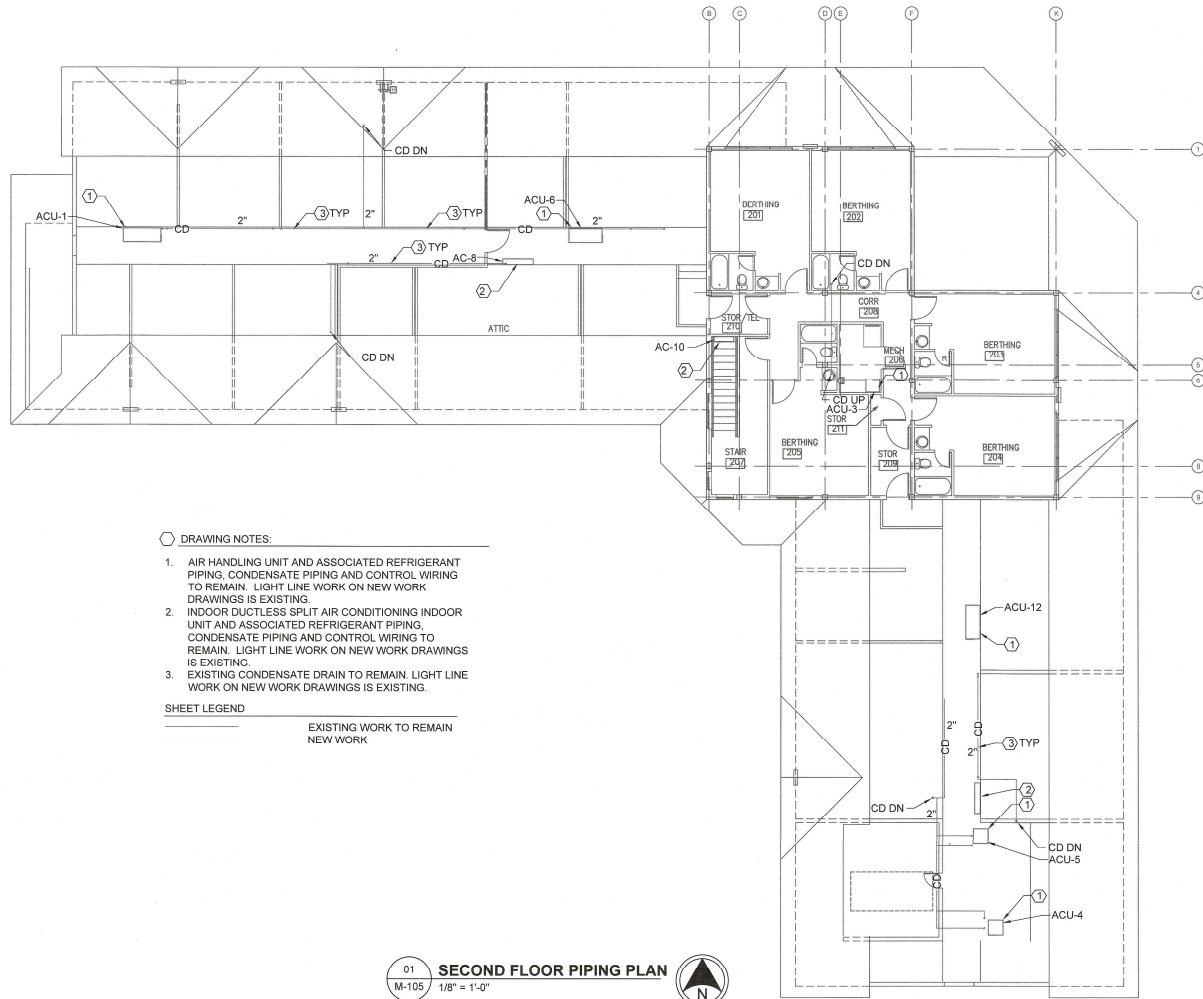 B C D E F K
1
CD DN
1
ACU-1
CD
2"
3 TYP
2"
3 TYP
CD
ACU-6
1
2"
3 TYP
2"
CD
AC-8
2
ATTIC
CD DN
BERTHING
201
BERTHING
202
CD DN
4
CORR
208
STOR/TEL
210
AC-10
2
MECH
206
1
BERTHING
203
5
6
CD UP
ACU-3
STOR
211
BERTHING
205
STAIR
207
STOR
209
BERTHING
204
8
9
DRAWING NOTES:
1. AIR HANDLING UNIT AND ASSOCIATED REFRIGERANT
PIPING, CONDENSATE PIPING AND CONTROL WIRING
TO REMAIN. LIGHT LINE WORK ON NEW WORK
DRAWINGS IS EXISTING.
2. INDOOR DUCTLESS SPLIT AIR CONDITIONING INDOOR
UNIT AND ASSOCIATED REFRIGERANT PIPING,
CONDENSATE PIPING AND CONTROL WIRING TO
REMAIN. LIGHT LINE WORK ON NEW WORK DRAWINGS
IS EXISTING.
3. EXISTING CONDENSATE DRAIN TO REMAIN. LIGHT LINE
WORK ON NEW WORK DRAWINGS IS EXISTING.
SHEET LEGEND
EXISTING WORK TO REMAIN
NEW WORK
ACU-12
1
2"
CD
CD
2"
3 TYP
2
CD DN
2"
1
CD DN
ACU-5
CD
1
ACU-4
01
M-105
SECOND FLOOR PIPING PLAN
1/8" = 1'-0"
N